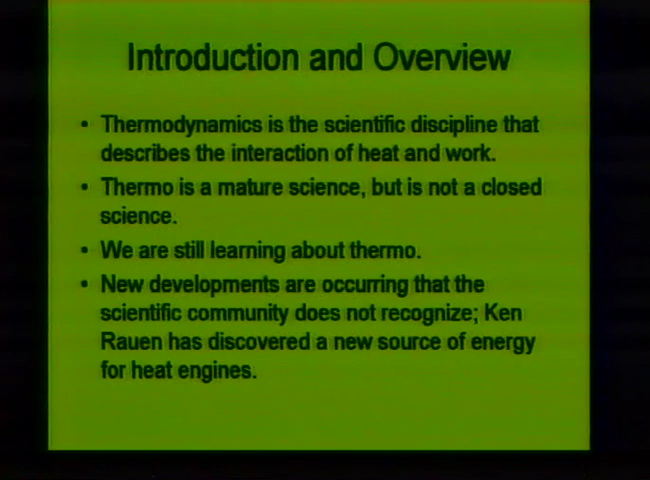 Introduction and Overview
• Thermodynamics is the scientific discipline that
describes the interaction of heat and work.
• Thermo is a mature science, but is not a closed
science.
• We are still learning about thermo.
• New developments are occurring that the
scientific community does not recognize; Ken
Rauen has discovered a new source of energy
for heat engines.